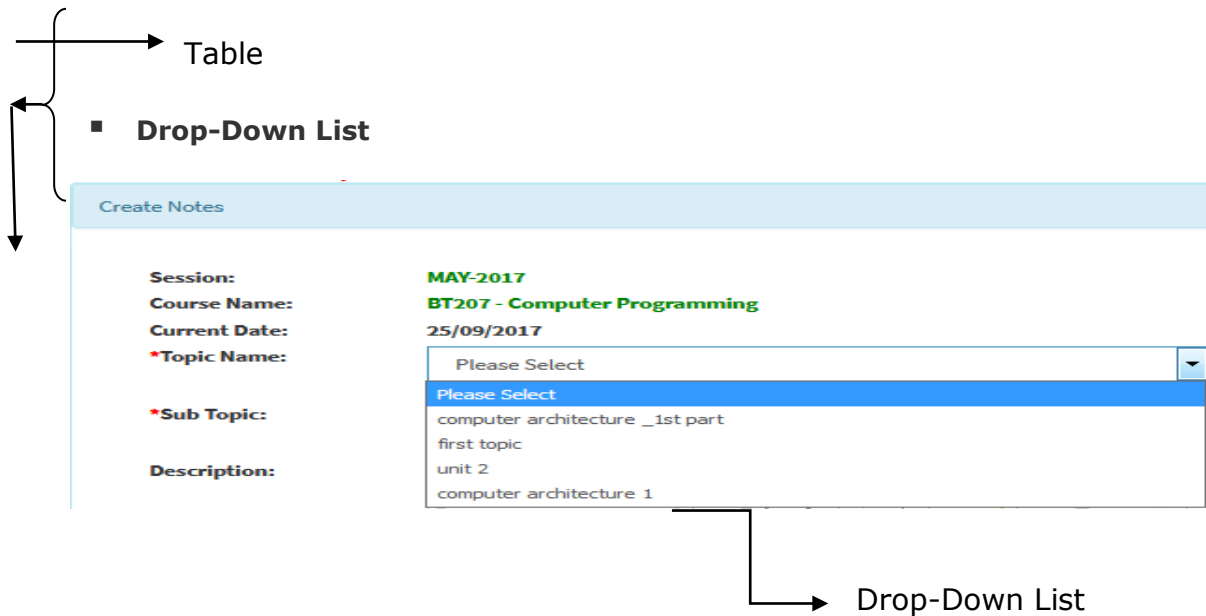 Table
▪ Drop-Down List
Create Notes
Session: MAY-2017
Course Name: BT207 - Computer Programming
Current Date: 25/09/2017
*Topic Name: Please Select
Please Select
*Sub Topic: computer architecture _1st part
first topic
Description: unit 2
computer architecture 1
Drop-Down List